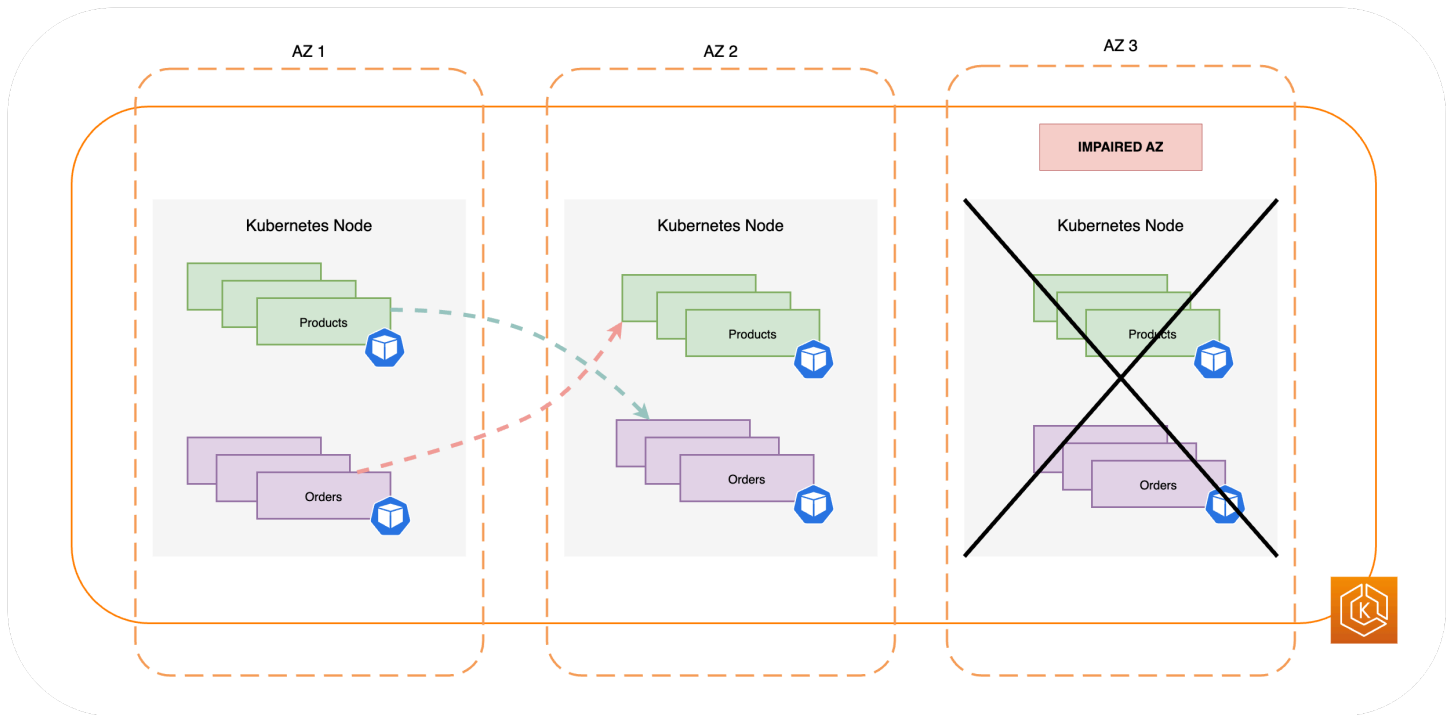 AZ 1
AZ 2
AZ 3
IMPAIRED AZ
Kubernetes Node
Kubernetes Node
Kubernetes Node
Products
Products
Products
Orders
Orders
Orders
K